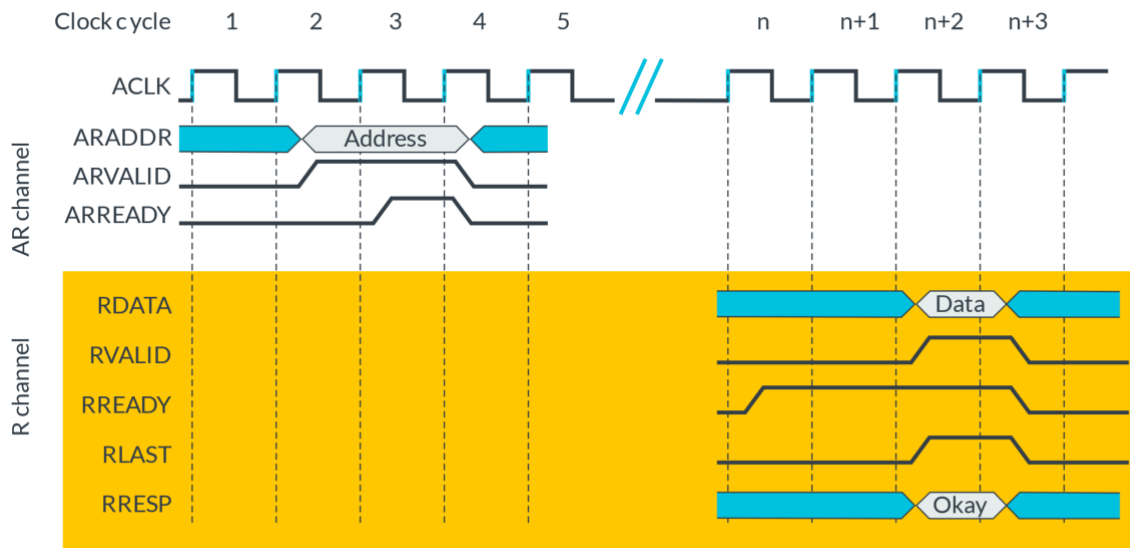 Clock cycle 1 2 3 4 5 n n+1 n+2 n+3
ACLK
AR channel
ARADDR Address
ARVALID
ARREADY
R channel
RDATA Data
RVALID
RREADY
RLAST
RRESP Okay